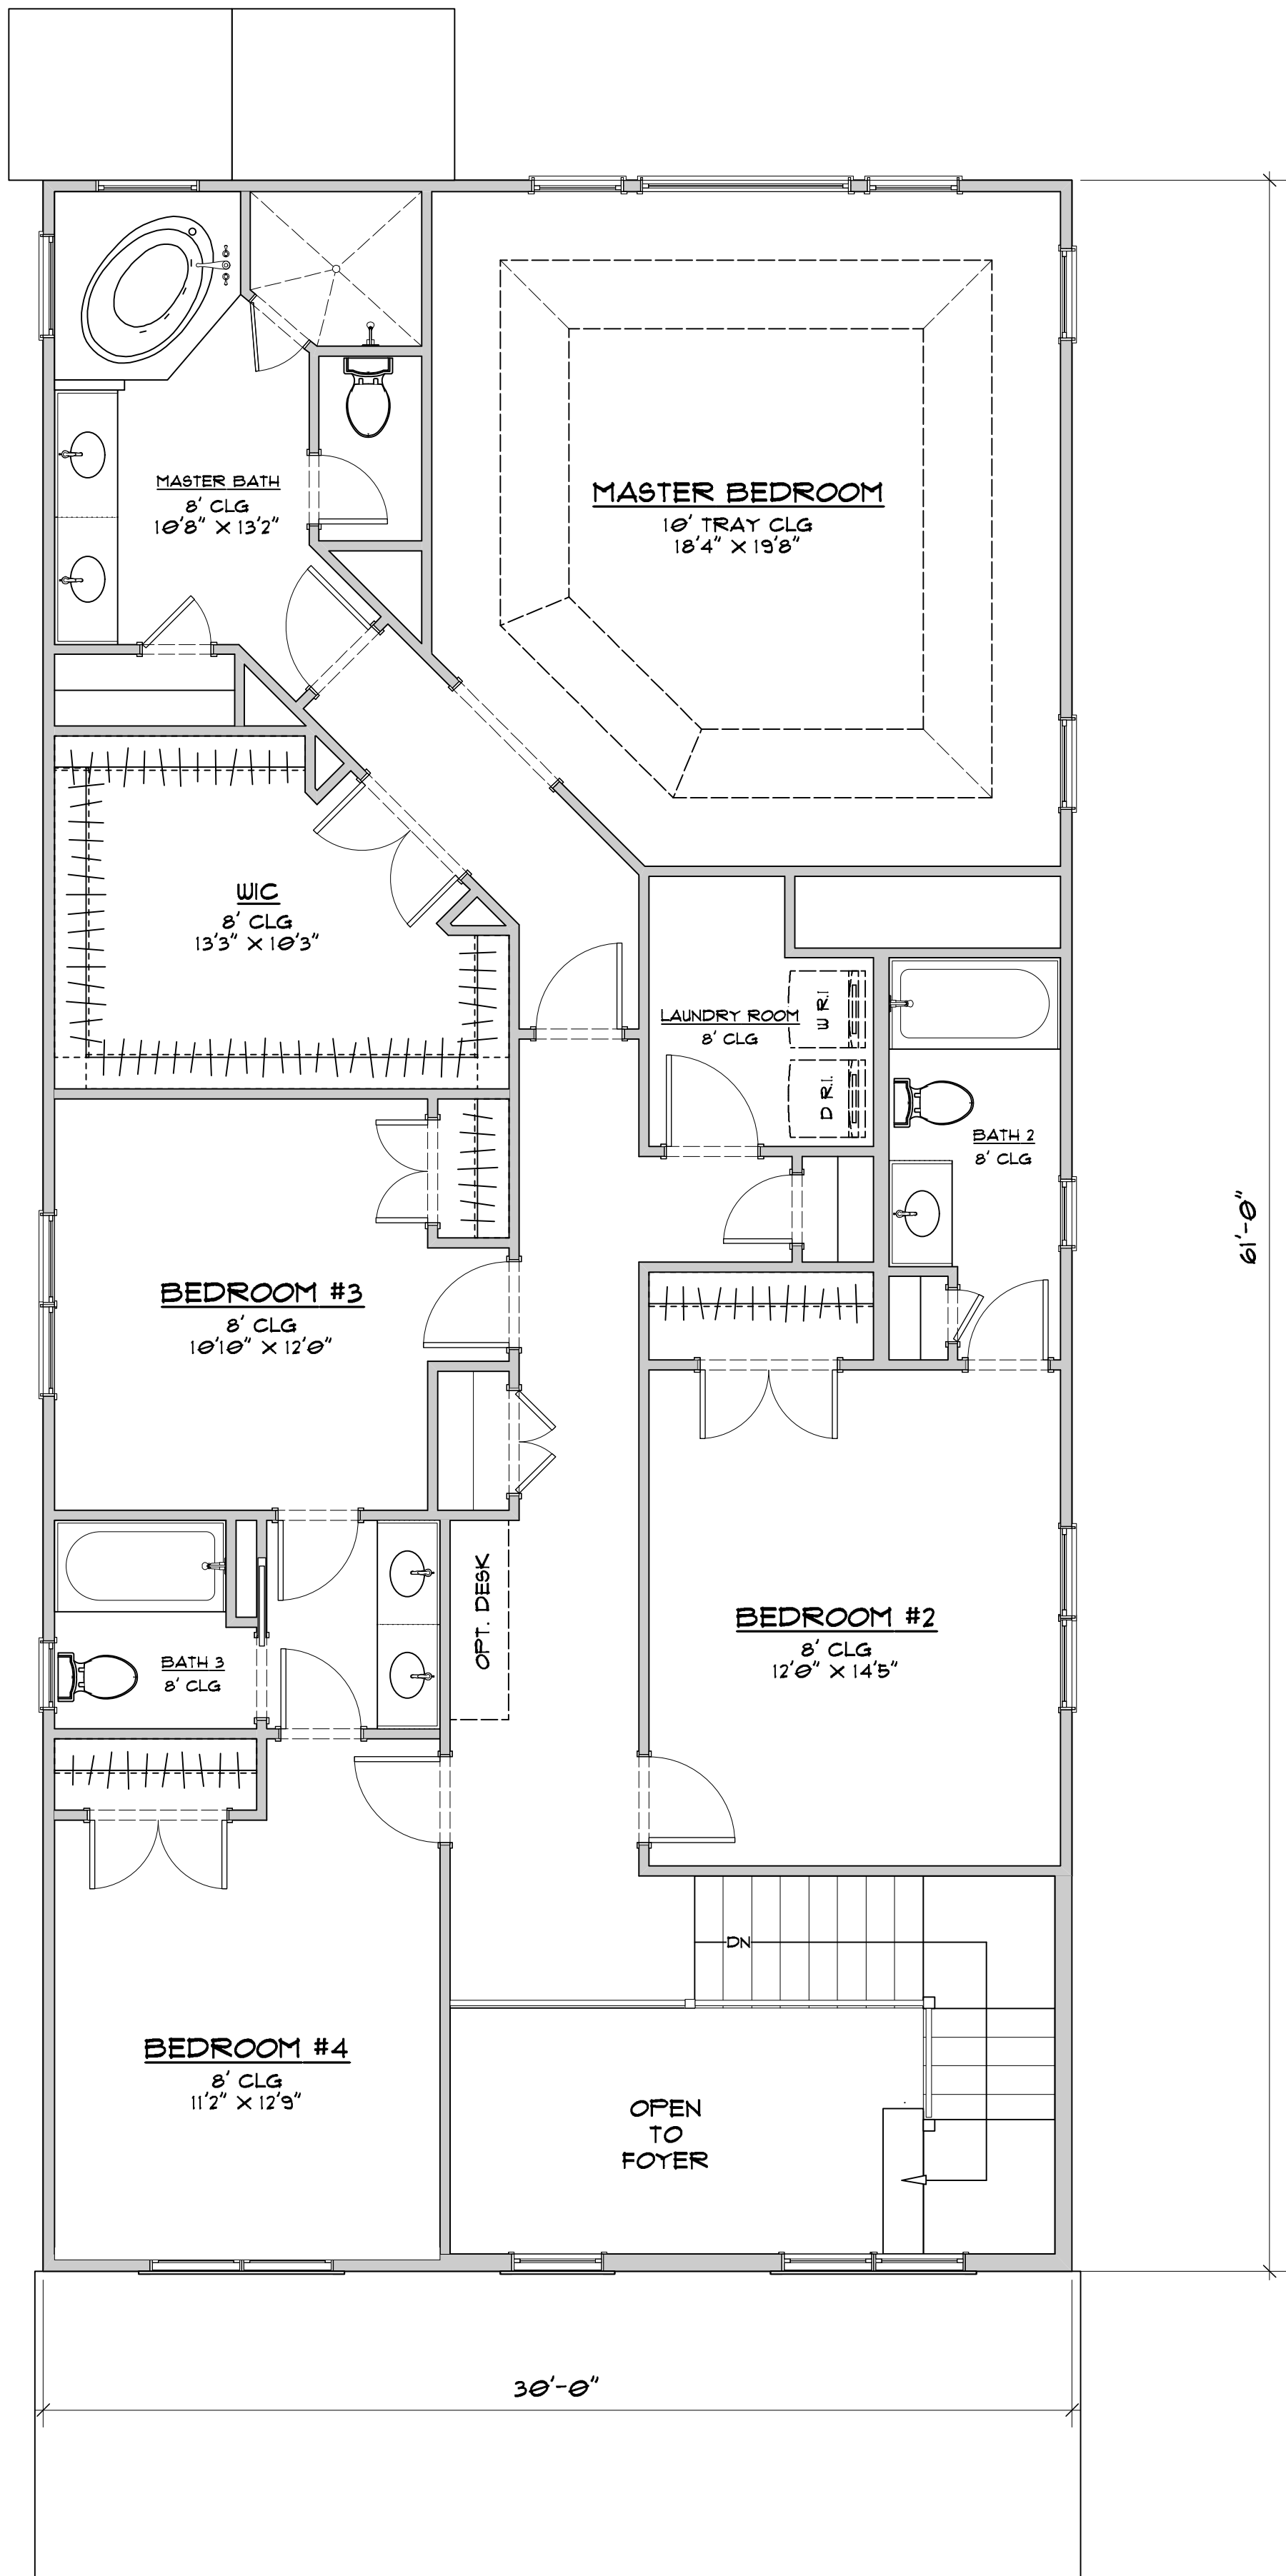 MASTER BATH
8' CLG
10'8" X 13'2"
MASTER BEDROOM
10' TRAY CLG
18'4" X 19'8"
WIC
8' CLG
13'3" X 10'3"
LAUNDRY ROOM
8' CLG
W R.I.
D R.I.
BATH 2
8' CLG
61'-0"
BEDROOM #3
8' CLG
10'10" X 12'0"
OPT. DESK
BEDROOM #2
8' CLG
12'0" X 14'5"
BATH 3
8' CLG
DN
BEDROOM #4
8' CLG
11'2" X 12'9"
OPEN
TO
FOYER
30'-0"